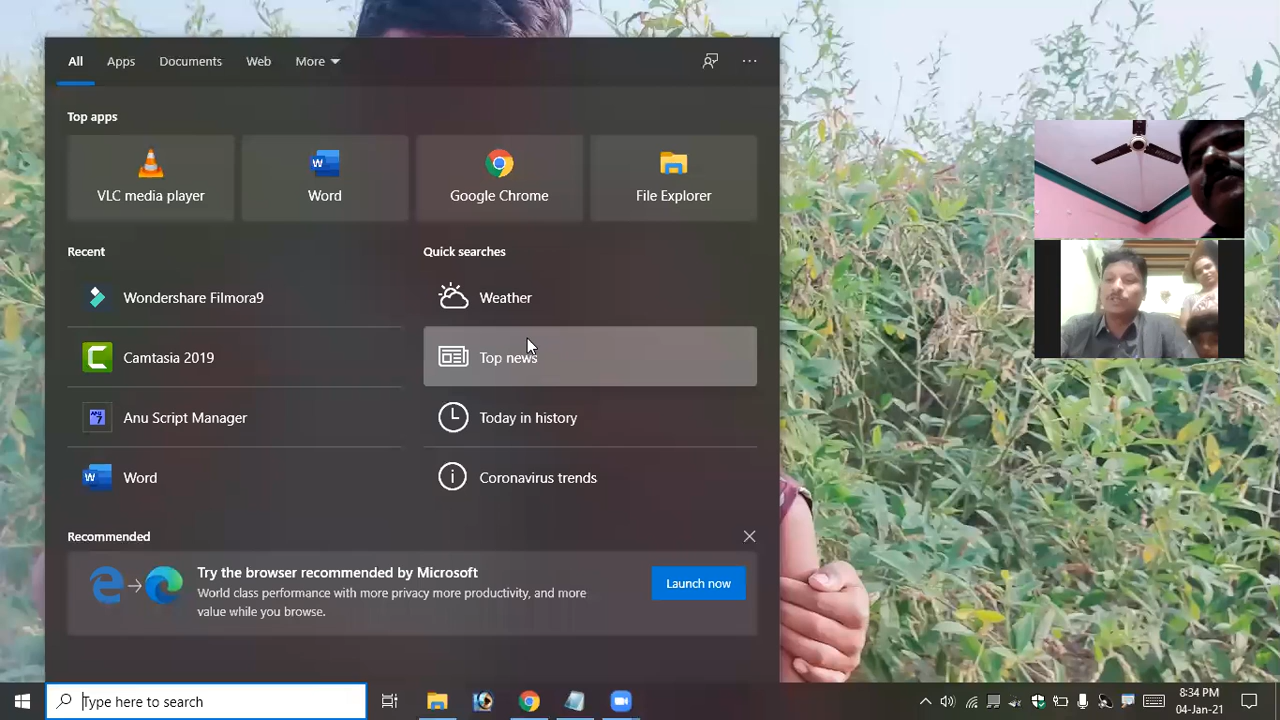 All Apps Documents Web More
Top apps
VLC media player Word Google Chrome File Explorer
Recent
Wondershare Filmora9
Camtasia 2019
Anu Script Manager
Word
Quick searches
Weather
Top news
Today in history
Coronavirus trends
Recommended
Try the browser recommended by Microsoft
World class performance with more privacy more productivity, and more
value while you browse.
Launch now
Type here to search
8:34 PM
04-Jan-21